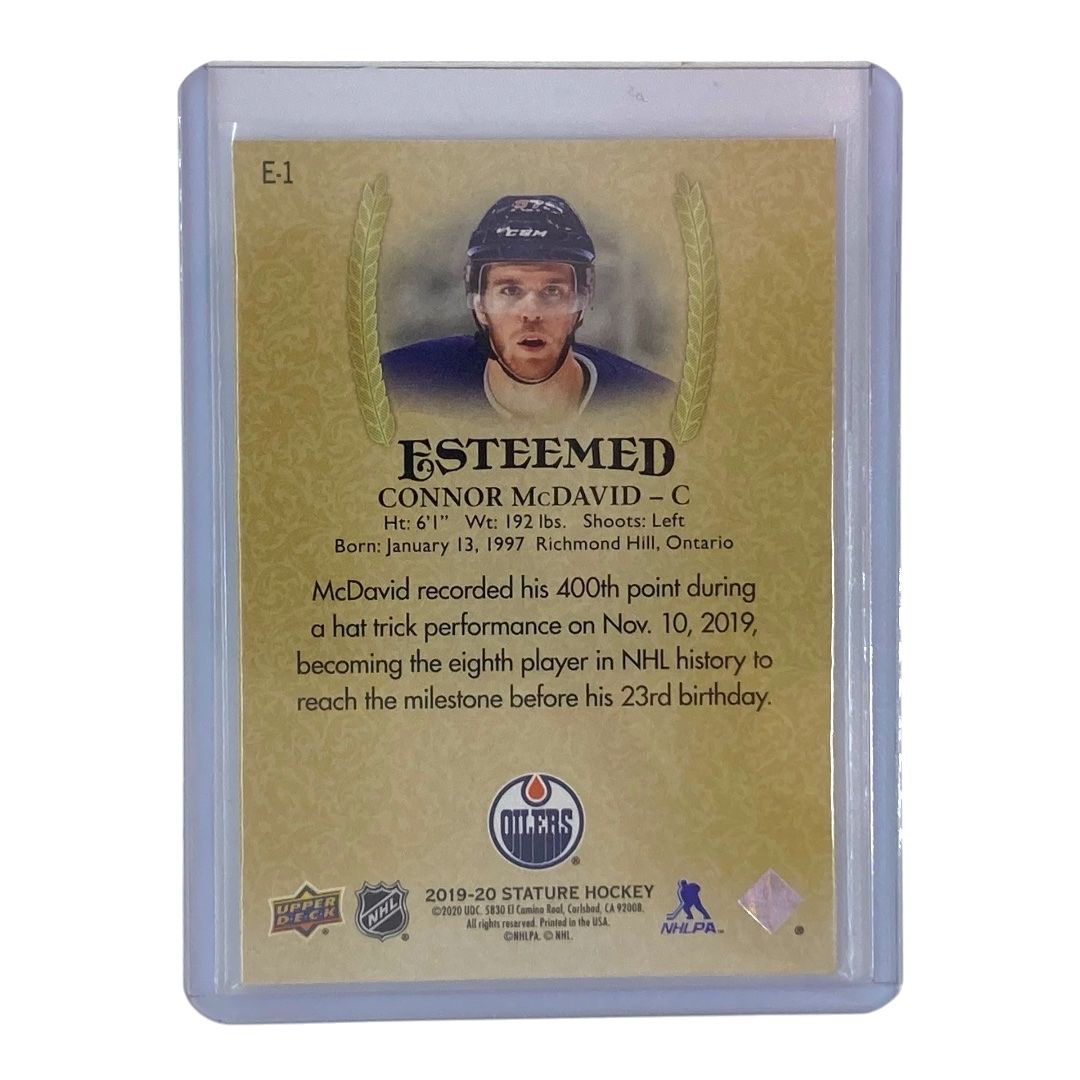 E-1
97
CCM
ESTEEMED
CONNOR McDAVID – C
Ht: 6'1" Wt: 192 lbs. Shoots: Left
Born: January 13, 1997 Richmond Hill, Ontario
McDavid recorded his 400th point during
a hat trick performance on Nov. 10, 2019,
becoming the eighth player in NHL history to
reach the milestone before his 23rd birthday.
OILERS ®
UPPER
DECK ®
NHL ®
2019-20 STATURE HOCKEY
©2020 UDC. 5830 El Camino Real, Carlsbad, CA 92008.
All rights reserved. Printed in the USA.
©NHLPA. © NHL.
NHLPA™
®